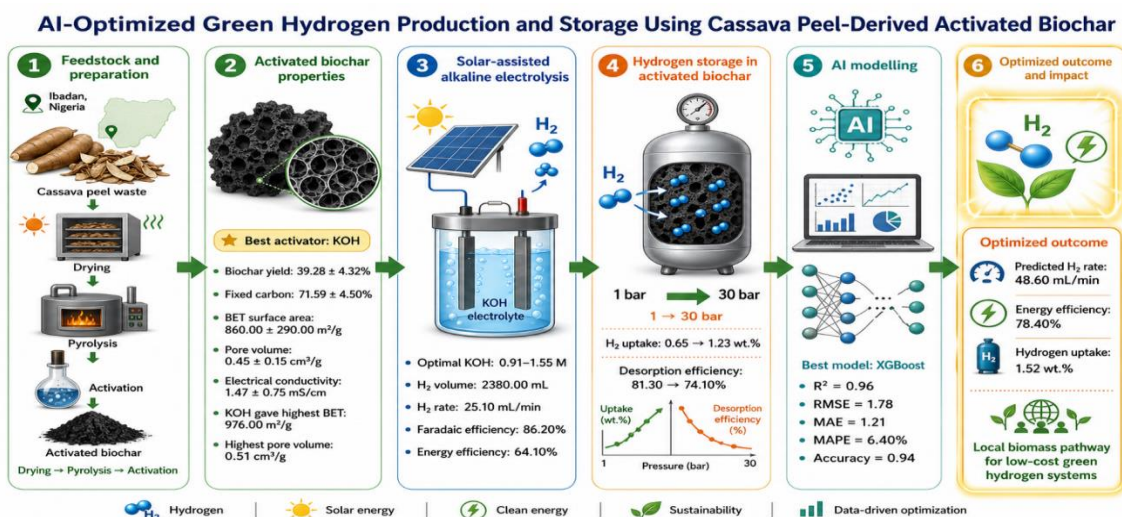 AI-Optimized Green Hydrogen Production and Storage Using Cassava Peel-Derived Activated Biochar
1
Feedstock and
preparation
Ibadan,
Nigeria
Cassava peel waste
Drying
Pyrolysis
Activation
Activated biochar
Drying → Pyrolysis → Activation
2
Activated biochar
properties
Best activator: KOH
• Biochar yield: 39.28 ± 4.32%
• Fixed carbon: 71.59 ± 4.50%
• BET surface area:
860.00 ± 290.00 m²/g
• Pore volume:
0.45 ± 0.15 cm³/g
• Electrical conductivity:
1.47 ± 0.75 mS/cm
• KOH gave highest BET:
976.00 m²/g
• Highest pore volume:
0.51 cm³/g
3
Solar-assisted
alkaline electrolysis
H₂
KOH
electrolyte
• Optimal KOH: 0.91–1.55 M
• H₂ volume: 2380.00 mL
• H₂ rate: 25.10 mL/min
• Faradaic efficiency: 86.20%
• Energy efficiency: 64.10%
4
Hydrogen storage in
activated biochar
H₂
1 bar → 30 bar
1 → 30 bar
H₂ uptake: 0.65 → 1.23 wt.%
Desorption efficiency:
81.30 → 74.10%
Uptake
(wt.%)
Desorption
efficiency
(%)
1
Pressure (bar)
30
5
AI modelling
AI
Best model: XGBoost
• R² = 0.96
• RMSE = 1.78
• MAE = 1.21
• MAPE = 6.40%
• Accuracy = 0.94
6
Optimized outcome
and impact
H₂
Optimized outcome
Predicted H₂ rate:
48.60 mL/min
Energy efficiency:
78.40%
H₂
Hydrogen uptake:
1.52 wt.%
Local biomass pathway
for low-cost green
hydrogen systems
H₂
Hydrogen
Solar energy
Clean energy
Sustainability
Data-driven optimization